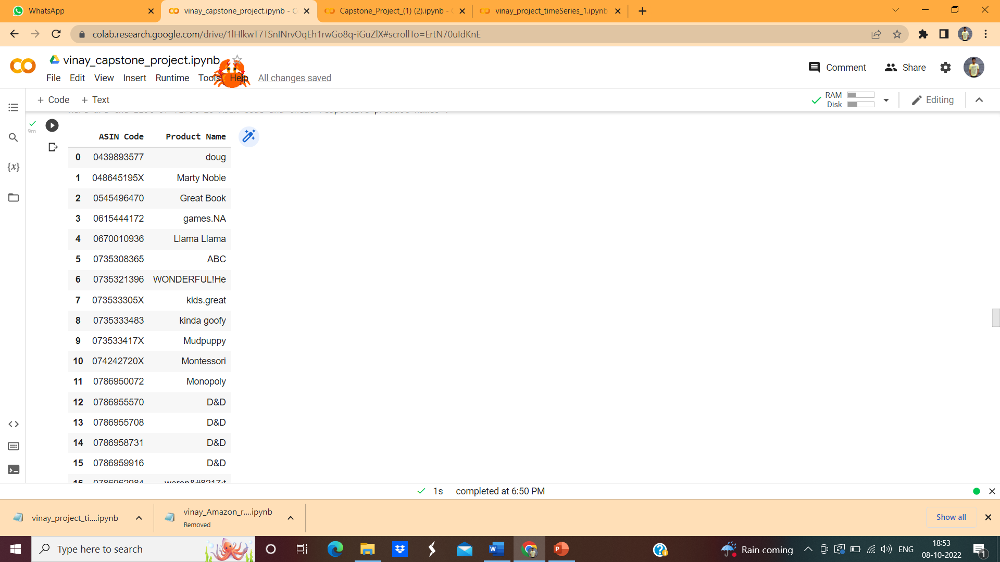 WhatsApp
vinay_capstone_project.ipynb - C
Capstone_Project_(1) (2).ipynb -
vinay_project_timeSeries_1.ipynb
colab.research.google.com/drive/1lHlkwT7TSnINrvOqEh1rwGo8q-iGuZlX#scrollTo=ErtN70uIdKnE
vinay_capstone_project.ipynb
File Edit View Insert Runtime Tools Help All changes saved
Comment Share
+ Code + Text
RAM
Disk
Editing
9m
ASIN Code Product Name
0 0439893577 doug
1 048645195X Marty Noble
2 0545496470 Great Book
3 0615444172 games.NA
4 0670010936 Llama Llama
5 0735308365 ABC
6 0735321396 WONDERFUL!He
7 073533305X kids.great
8 0735333483 kinda goofy
9 073533417X Mudpuppy
10 074242720X Montessori
11 0786950072 Monopoly
12 0786955570 D&D
13 0786955708 D&D
14 0786958731 D&D
15 0786959916 D&D
16 0786962984 weren&#8217;t
1s completed at 6:50 PM
vinay_project_ti....ipynb
vinay_Amazon_r....ipynb
Removed
Show all
Type here to search
Rain coming
ENG
18:53
08-10-2022
1